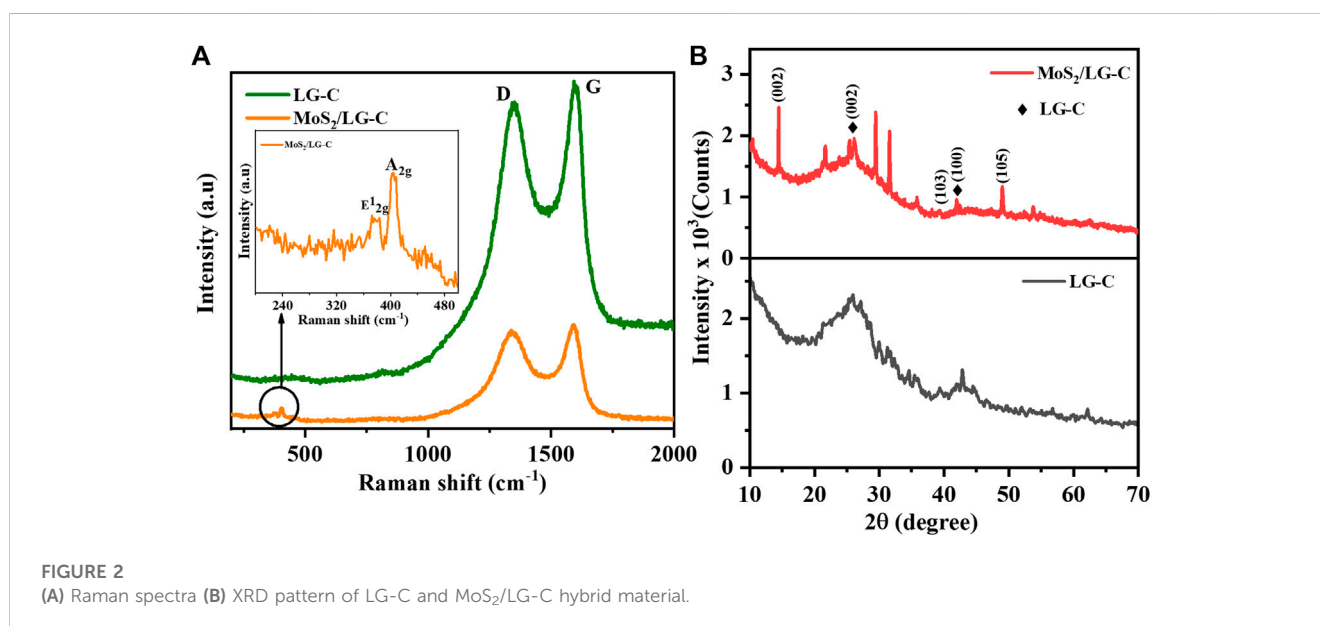 A
LG-C
MoS₂/LG-C
D
G
MoS₂/LG-C
A₂g
E¹₂g
Intensity (a.u)
240
320
400
480
Raman shift (cm⁻¹)
Intensity (a.u)
500
1000
1500
2000
Raman shift (cm⁻¹)
B
MoS₂/LG-C
♦ LG-C
(002)
♦ (002)
(103)
♦ (100)
(105)
3
2
1
0
LG-C
2
1
0
Intensity x 10³(Counts)
10
20
30
40
50
60
70
2θ (degree)
FIGURE 2
(A) Raman spectra (B) XRD pattern of LG-C and MoS₂/LG-C hybrid material.